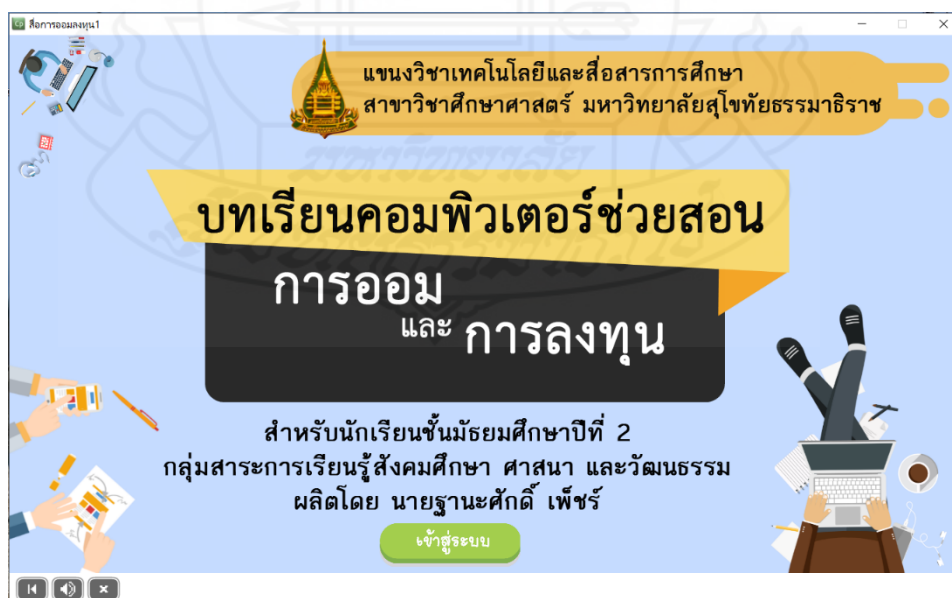 สื่อการออมลงทุน1
แขนงวิชาเทคโนโลยีและสื่อสารการศึกษา
สาขาวิชาศึกษาศาสตร์ มหาวิทยาลัยสุโขทัยธรรมาธิราช
บทเรียนคอมพิวเตอร์ช่วยสอน
การออม
และ การลงทุน
สำหรับนักเรียนชั้นมัธยมศึกษาปีที่ 2
กลุ่มสาระการเรียนรู้สังคมศึกษา ศาสนา และวัฒนธรรม
ผลิตโดย นายฐานะศักดิ์ เพ็ชร์
เข้าสู่ระบบ